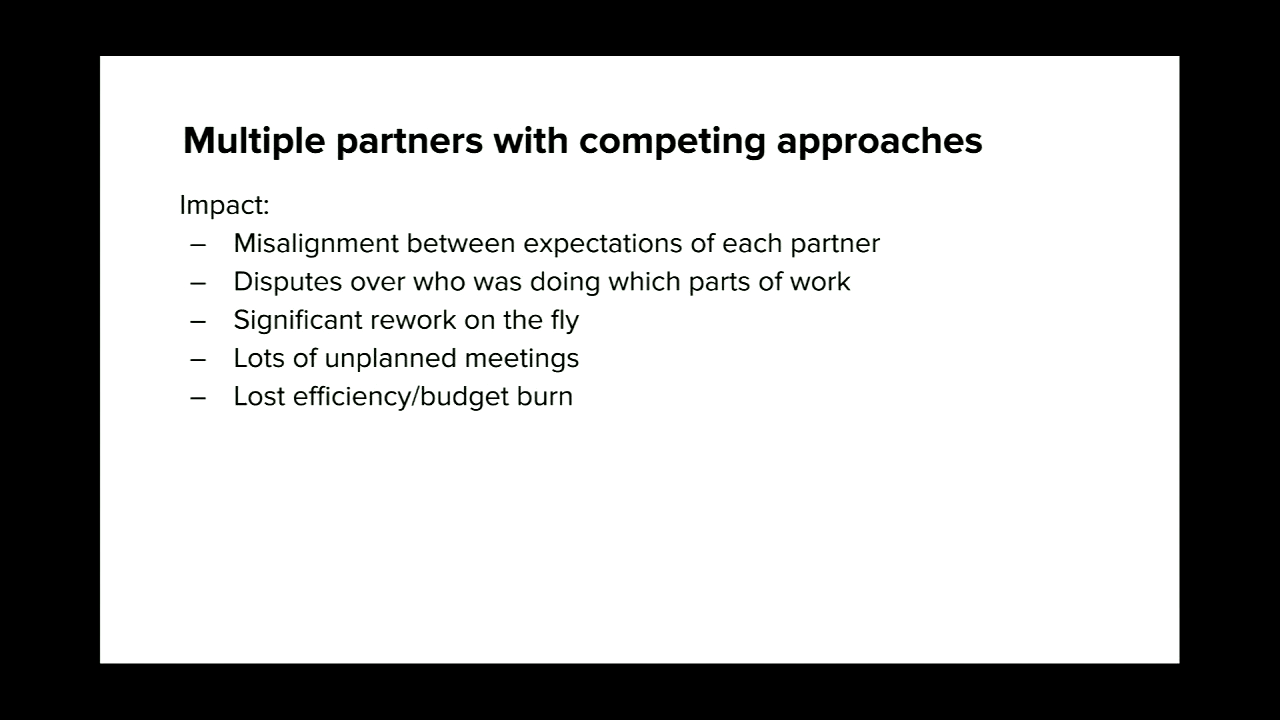 Multiple partners with competing approaches
Impact:
– Misalignment between expectations of each partner
– Disputes over who was doing which parts of work
– Significant rework on the fly
– Lots of unplanned meetings
– Lost efficiency/budget burn